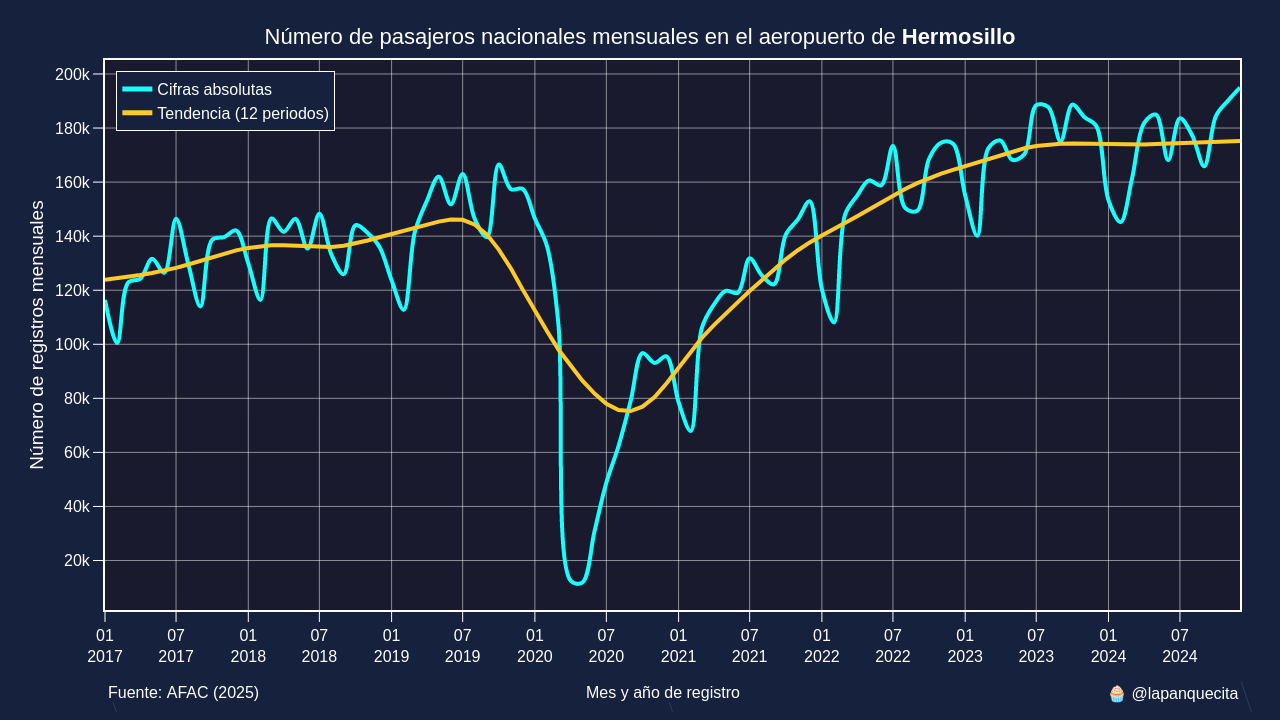 Número de pasajeros nacionales mensuales en el aeropuerto de Hermosillo
Cifras absolutas
Tendencia (12 periodos)
Número de registros mensuales
200k
180k
160k
140k
120k
100k
80k
60k
40k
20k
01 07 01 07 01 07 01 07 01 07 01 07 01 07 01 07
2017 2017 2018 2018 2019 2019 2020 2020 2021 2021 2022 2022 2023 2023 2024 2024
Fuente: AFAC (2025)
Mes y año de registro
🧁 @lapanquecita